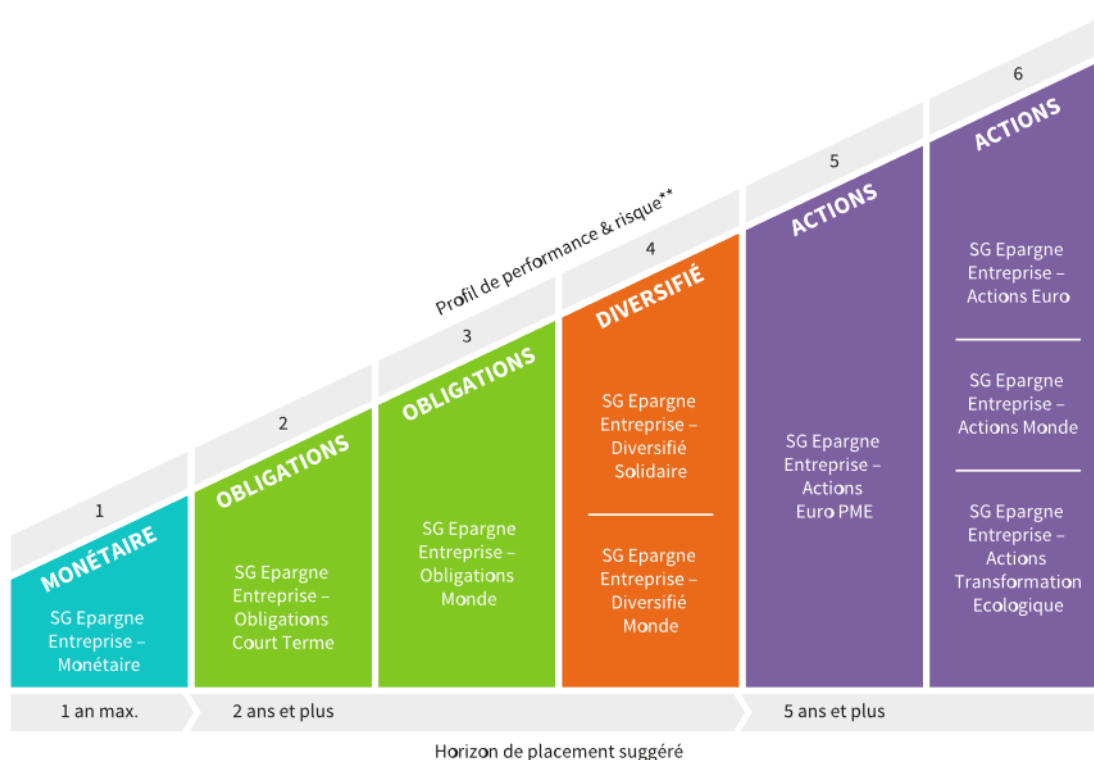 Profil de performance & risque**
1
MONÉTAIRE
SG Epargne
Entreprise –
Monétaire
2
OBLIGATIONS
SG Epargne
Entreprise –
Obligations
Court Terme
3
OBLIGATIONS
SG Epargne
Entreprise –
Obligations
Monde
4
DIVERSIFIÉ
SG Epargne
Entreprise –
Diversifié
Solidaire
SG Epargne
Entreprise –
Diversifié
Monde
5
ACTIONS
SG Epargne
Entreprise –
Actions
Euro PME
6
ACTIONS
SG Epargne
Entreprise –
Actions Euro
SG Epargne
Entreprise –
Actions Monde
SG Epargne
Entreprise –
Actions
Transformation
Ecologique
1 an max.
2 ans et plus
5 ans et plus
Horizon de placement suggéré